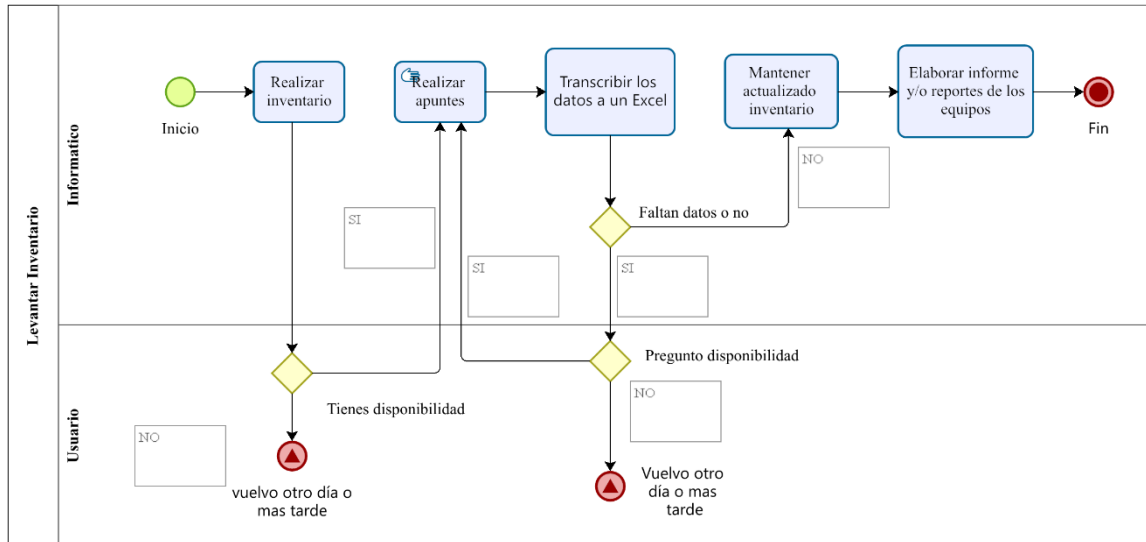 Levantar Inventario
Informatico
Inicio
Realizar
inventario
Realizar
apuntes
Transcribir los
datos a un Excel
Mantener
actualizado
inventario
Elaborar informe
y/o reportes de los
equipos
Fin
NO
SI
Faltan datos o no
SI
SI
Usuario
Tienes disponibilidad
Pregunto disponibilidad
NO
NO
vuelvo otro día o
mas tarde
Vuelvo otro
día o mas
tarde